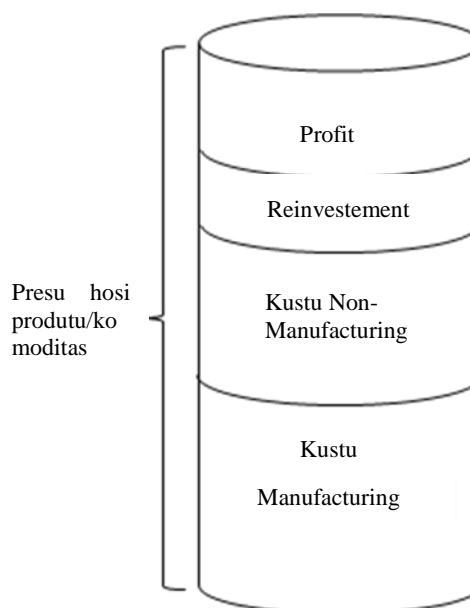 Profit
Reinvestement
Presu hosi
produtu/ko
moditas
Kustu Non-
Manufacturing
Kustu
Manufacturing